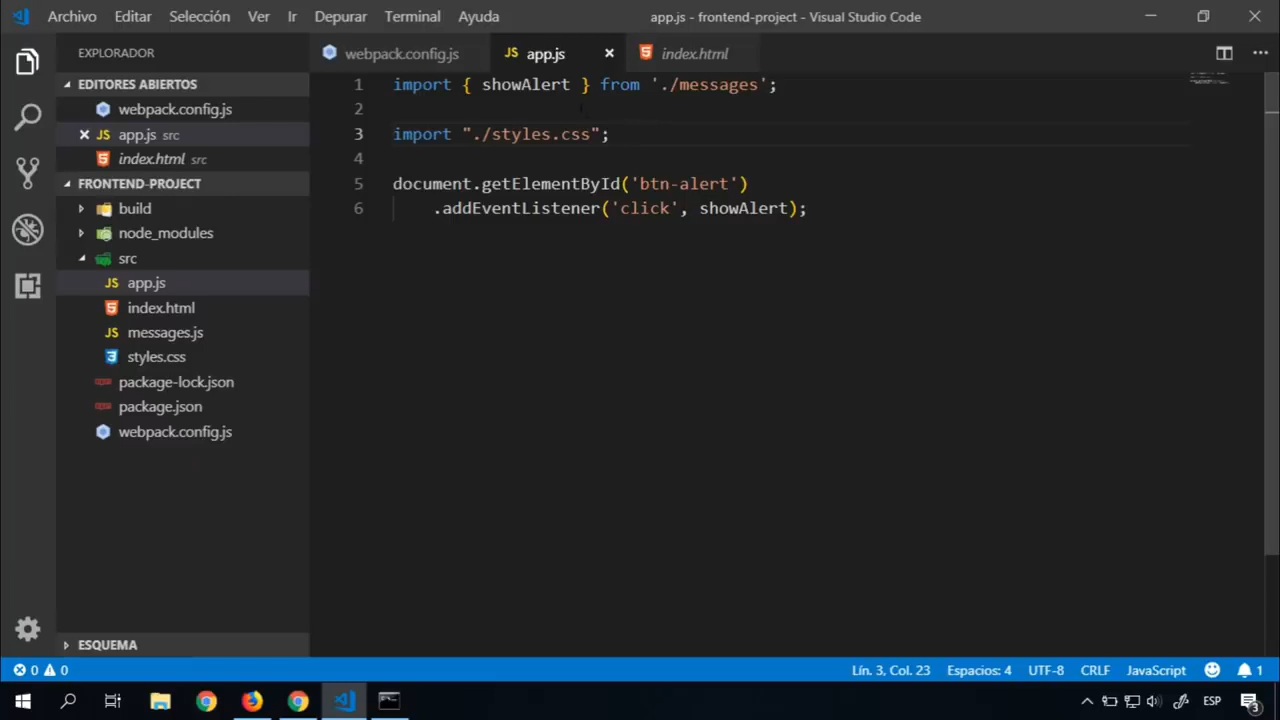 Archivo Editar Selección Ver Ir Depurar Terminal Ayuda app.js - frontend-project - Visual Studio Code
EXPLORADOR
EDITORES ABIERTOS
webpack.config.js
app.js src
index.html src
FRONTEND-PROJECT
build
node_modules
src
JS app.js
index.html
JS messages.js
styles.css
package-lock.json
package.json
webpack.config.js
ESQUEMA
webpack.config.js JS app.js index.html
1 import { showAlert } from './messages';
2
3 import "./styles.css";
4
5 document.getElementById('btn-alert')
6 .addEventListener('click', showAlert);
0 0 Lín. 3, Col. 23 Espacios: 4 UTF-8 CRLF JavaScript 1
ESP 3